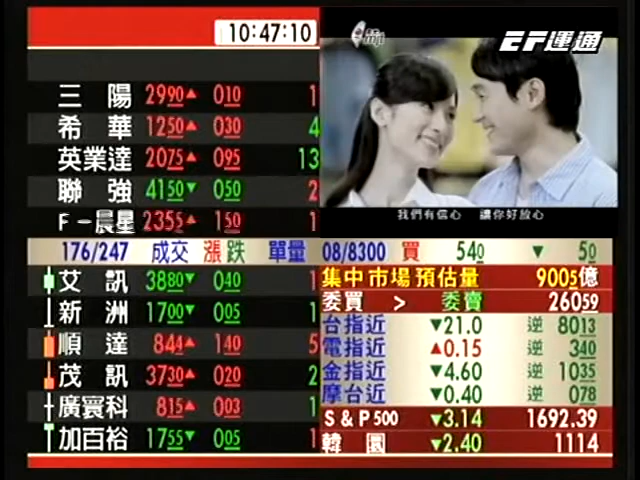 10:47:10
EF運通
三陽 2990▲ 010 1
希華 1250▲ 030 4
英業達 2075▲ 095 13
聯強 4150▼ 050 2
F-晨星 2355▲ 150 1
我們有信心 讓你好放心
176/247 成交 漲跌 單量 08/8300 買 540 ▼ 50
艾訊 3880▼ 040 1
新洲 1700▼ 005 1
順達 844▲ 140 5
茂訊 3730▲ 020 2
廣寰科 815▲ 003 1
加百裕 1755▼ 005 1
集中市場預估量 9005億
委買 > 委賣 26059
台指近 ▼21.0 逆 8013
電指近 ▲0.15 逆 340
金指近 ▼4.60 逆 1035
摩台近 ▼0.40 逆 078
S&P500 ▼3.14 1692.39
韓圜 ▼2.40 1114